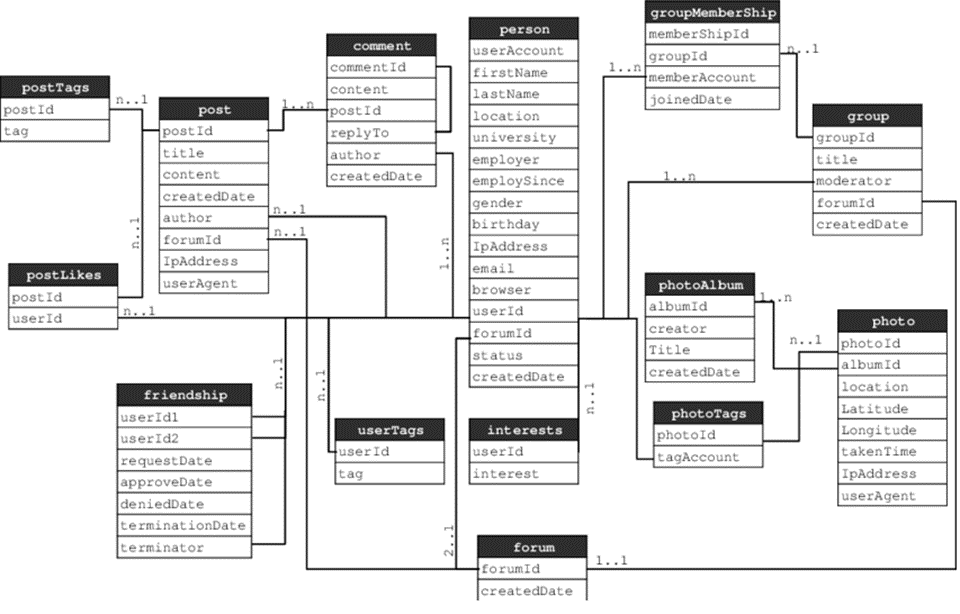 postTags
postId
tag
post
postId
title
content
createdDate
author
forumId
IpAddress
userAgent
comment
commentId
content
postId
replyTo
author
createdDate
person
userAccount
firstName
lastName
location
university
employer
employSince
gender
birthday
IpAddress
email
browser
userId
forumId
status
createdDate
groupMemberShip
memberShipId
groupId
memberAccount
joinedDate
group
groupId
title
moderator
forumId
createdDate
postLikes
postId
userId
photoAlbum
albumId
creator
Title
createdDate
photo
photoId
albumId
location
Latitude
Longitude
takenTime
IpAddress
userAgent
friendship
userId1
userId2
requestDate
approveDate
deniedDate
terminationDate
terminator
userTags
userId
tag
interests
userId
interest
photoTags
photoId
tagAccount
forum
forumId
createdDate
n..1
1..n
n..1
n..1
n..1
n..1
1..n
n..1
n..1
n..1
1..n
n..1
1..n
1..n
n..1
2..1
1..1